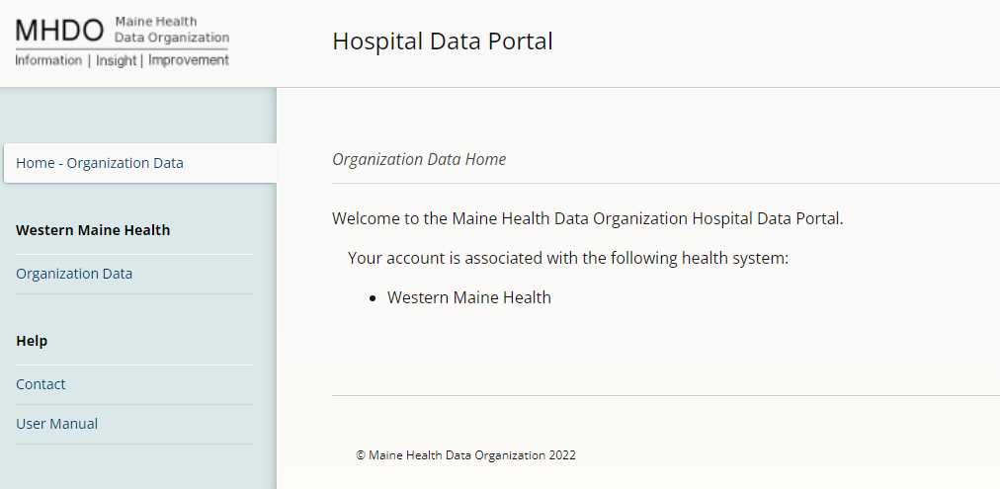 MHDO Maine Health
Data Organization
Information | Insight | Improvement
Hospital Data Portal
Home - Organization Data
Western Maine Health
Organization Data
Help
Contact
User Manual
Organization Data Home
Welcome to the Maine Health Data Organization Hospital Data Portal.
Your account is associated with the following health system:
• Western Maine Health
© Maine Health Data Organization 2022